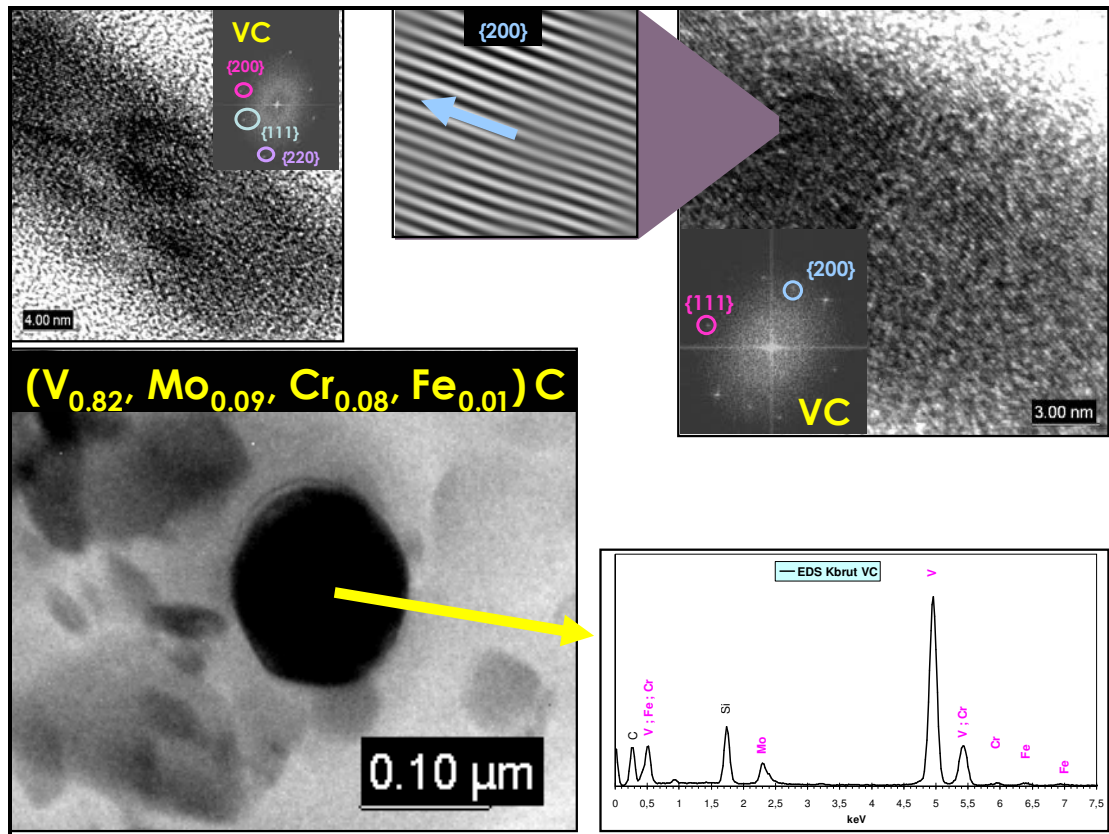 VC
{200}
{111}
{220}
4.00 nm
{200}
{200}
{111}
VC
3.00 nm
(V0.82, Mo0.09, Cr0.08, Fe0.01) C
0.10 µm
EDS Kbrut VC
C
V ; Fe ; Cr
Si
Mo
V
V ; Cr
Cr
Fe
Fe
0 0,5 1 1,5 2 2,5 3 3,5 4 4,5 5 5,5 6 6,5 7 7,5
keV